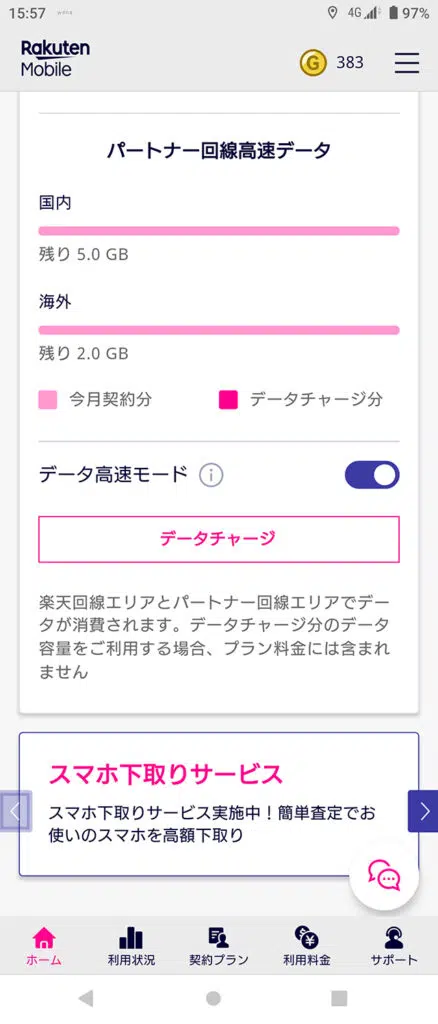 15:57
4G 97%
Rakuten
Mobile
G 383
パートナー回線高速データ
国内
残り 5.0 GB
海外
残り 2.0 GB
今月契約分 データチャージ分
データ高速モード
データチャージ
楽天回線エリアとパートナー回線エリアでデー
タが消費されます。データチャージ分のデータ
容量をご利用する場合、プラン料金には含まれ
ません
スマホ下取りサービス
スマホ下取りサービス実施中！簡単査定でお
使いのスマホを高額下取り
ホーム 利用状況 契約プラン 利用料金 サポート